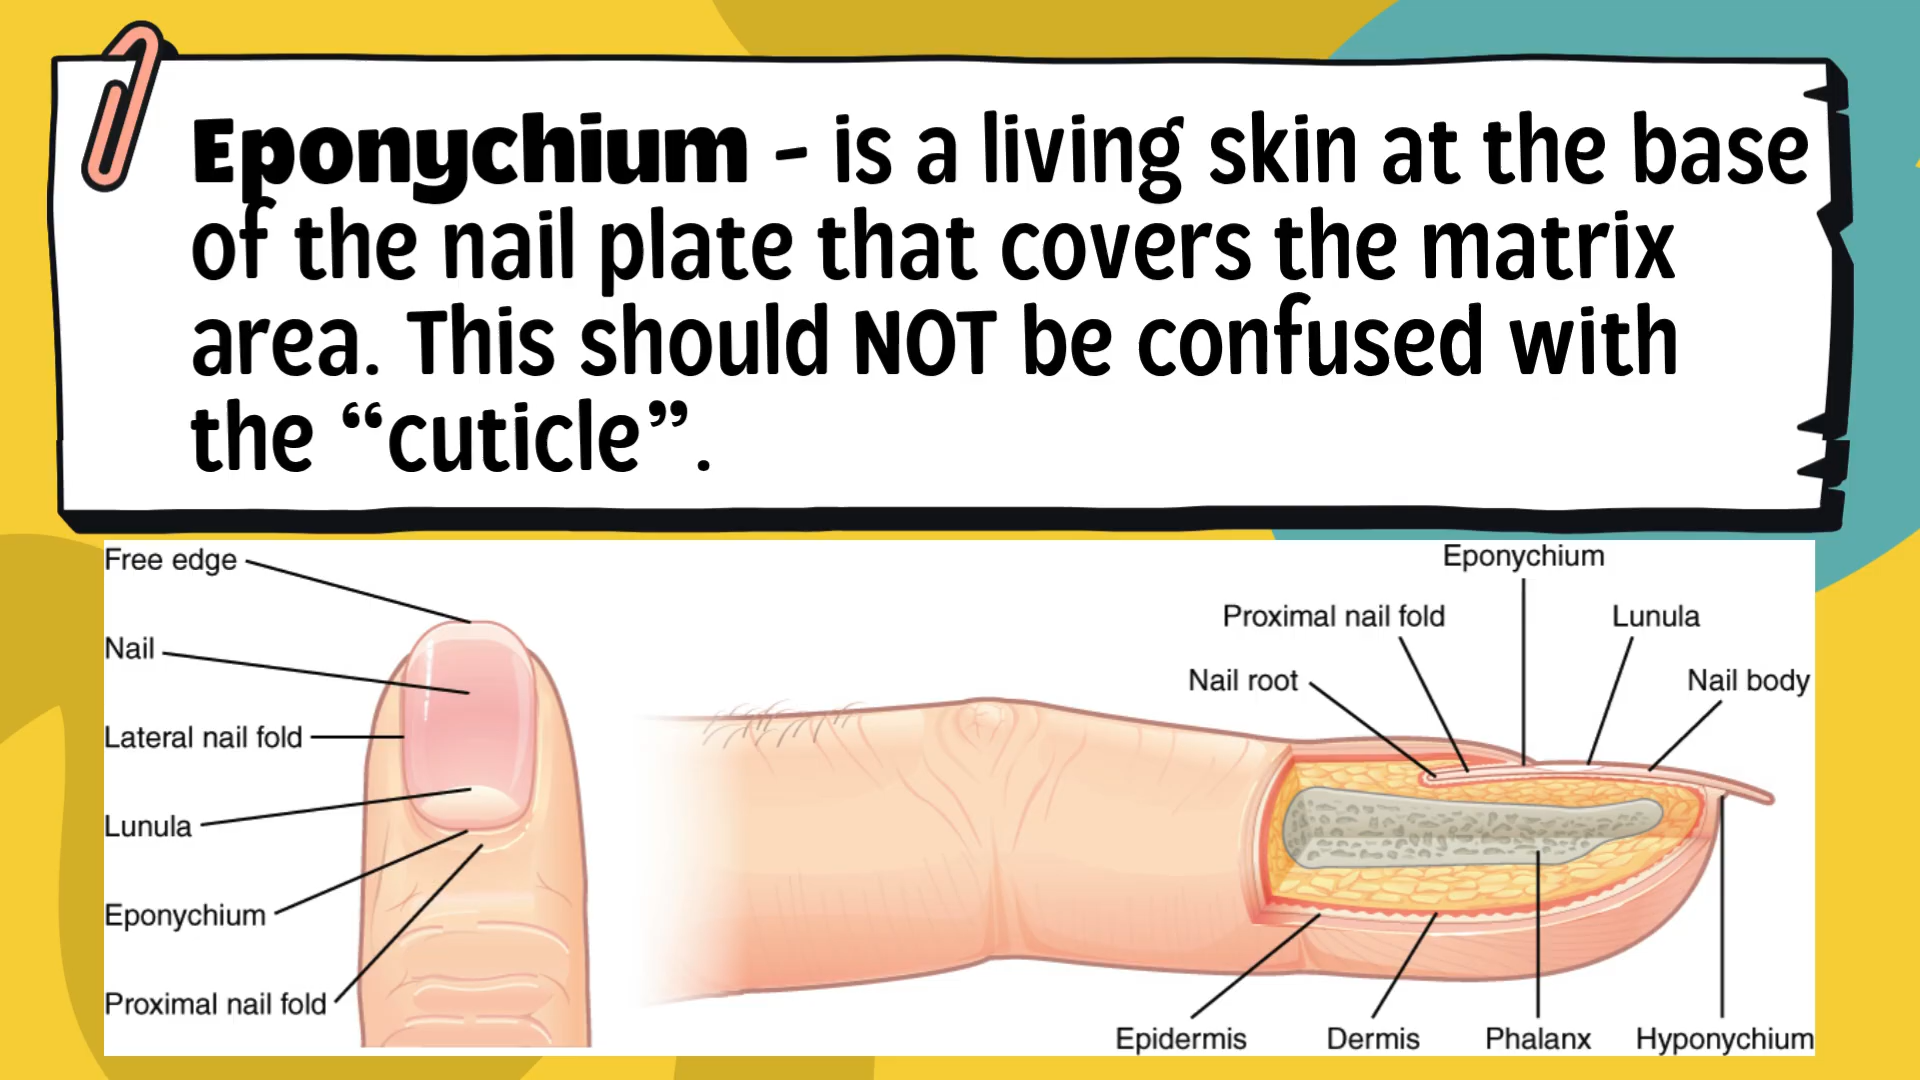 Eponychium - is a living skin at the base
of the nail plate that covers the matrix
area. This should NOT be confused with
the “cuticle”.
Free edge
Nail
Lateral nail fold
Lunula
Eponychium
Proximal nail fold
Eponychium
Proximal nail fold
Lunula
Nail root
Nail body
Epidermis
Dermis
Phalanx
Hyponychium